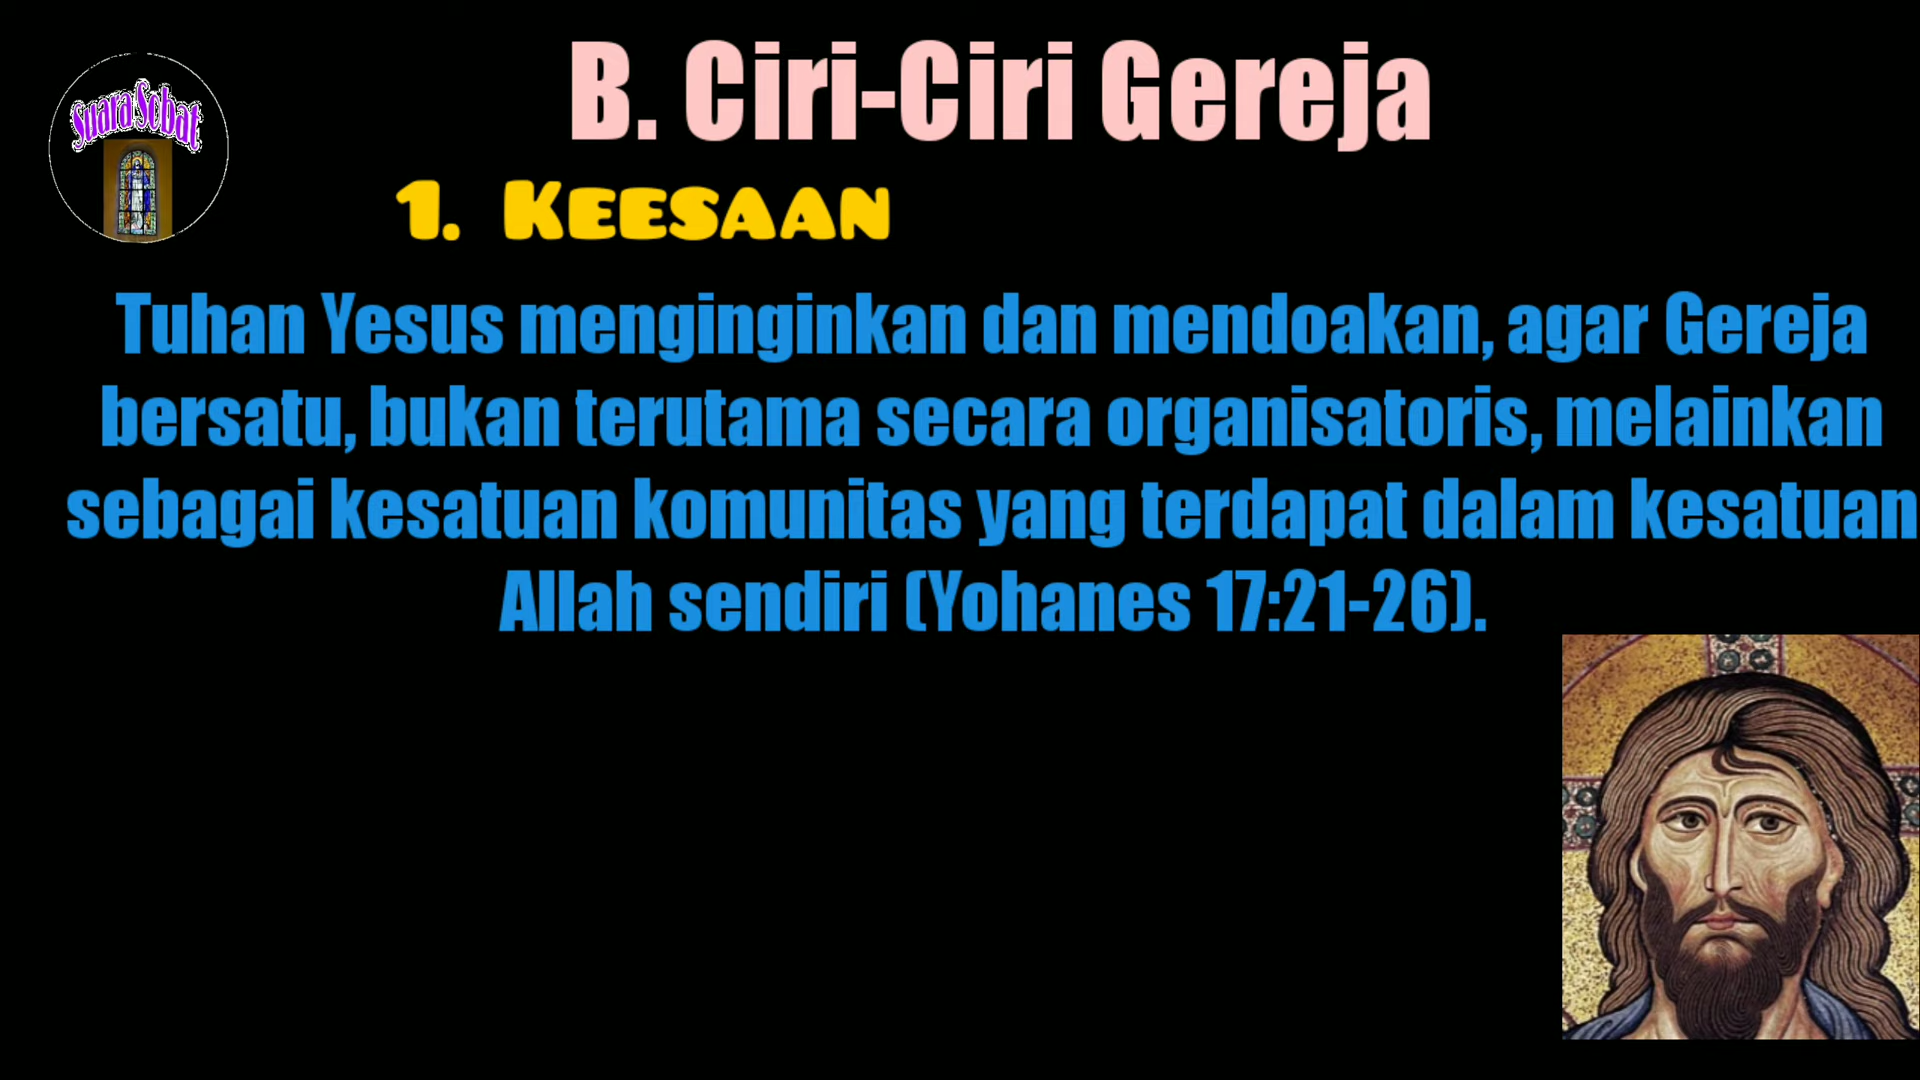 Suara Sobat
B. Ciri-Ciri Gereja
1. KEESAAN
Tuhan Yesus menginginkan dan mendoakan, agar Gereja
bersatu, bukan terutama secara organisatoris, melainkan
sebagai kesatuan komunitas yang terdapat dalam kesatuan
Allah sendiri (Yohanes 17:21-26).